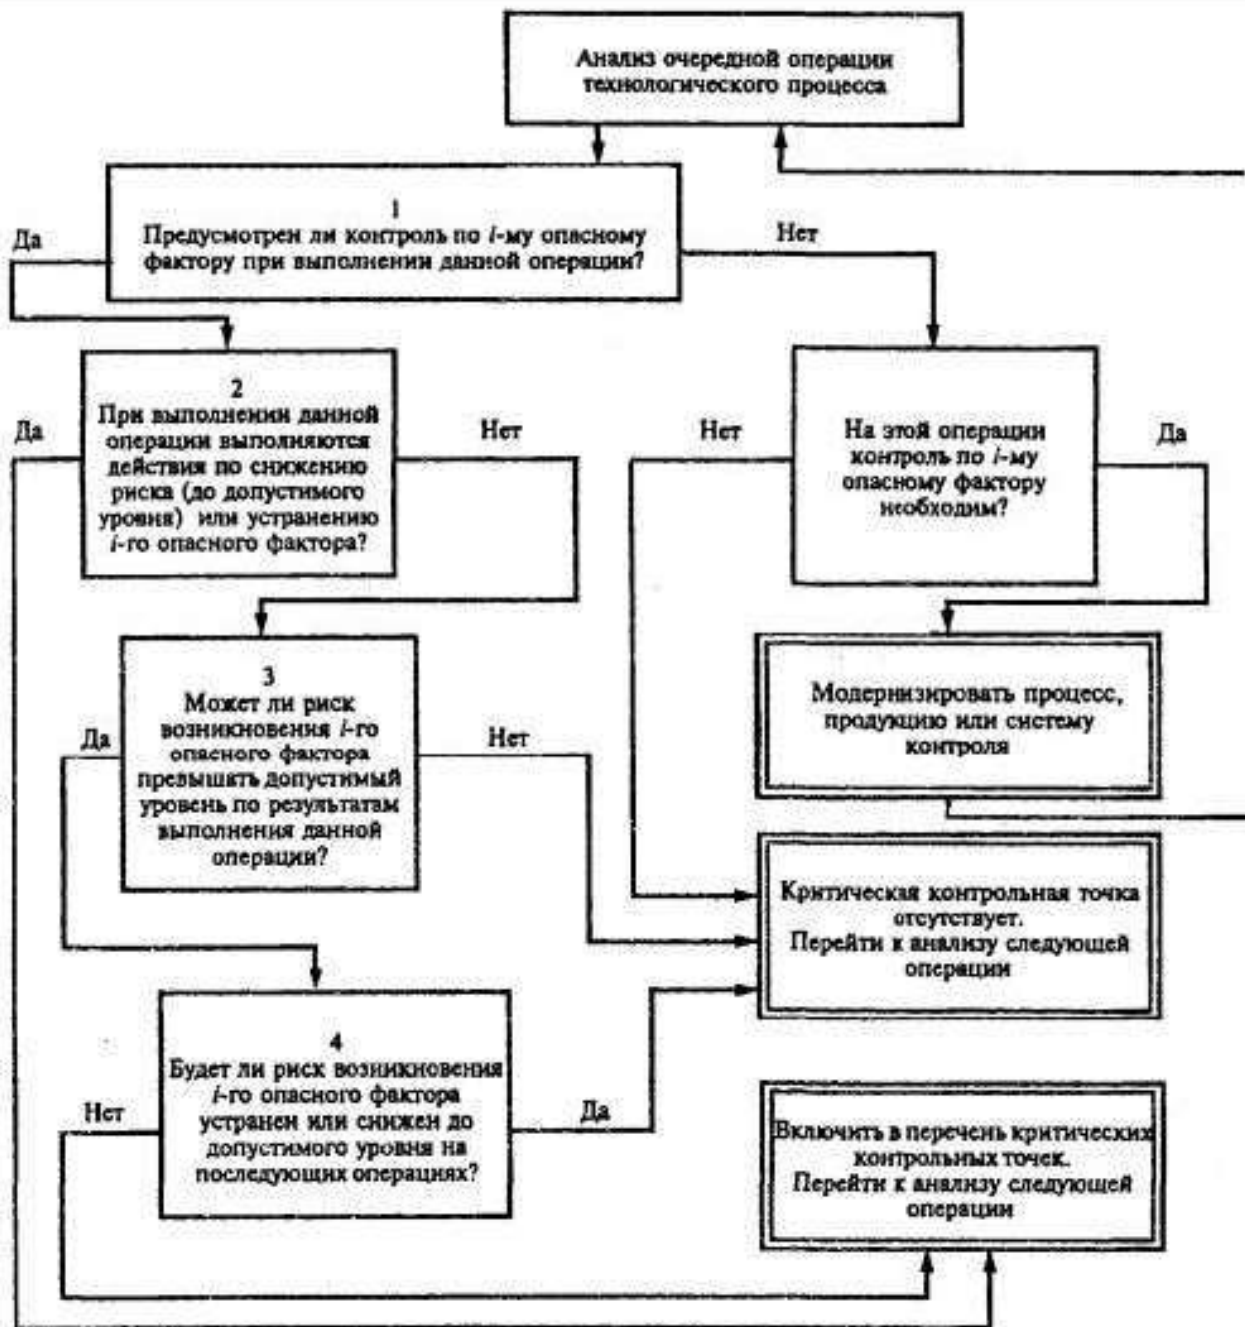 Анализ очередной операции
технологического процесса
1
Предусмотрен ли контроль по i-му опасному
фактору при выполнении данной операции?
Да
Нет
2
При выполнении данной
операции выполняются
действия по снижению
риска (до допустимого
уровня) или устранению
i-го опасного фактора?
Да
Нет
На этой операции
контроль по i-му
опасному фактору
необходим?
Нет
Да
3
Может ли риск
возникновения i-го
опасного фактора
превышать допустимый
уровень по результатам
выполнения данной
операции?
Да
Нет
Модернизировать процесс,
продукцию или систему
контроля
Критическая контрольная точка
отсутствует.
Перейти к анализу следующей
операции
4
Будет ли риск возникновения
i-го опасного фактора
устранен или снижен до
допустимого уровня на
последующих операциях?
Нет
Да
Включить в перечень критических
контрольных точек.
Перейти к анализу следующей
операции